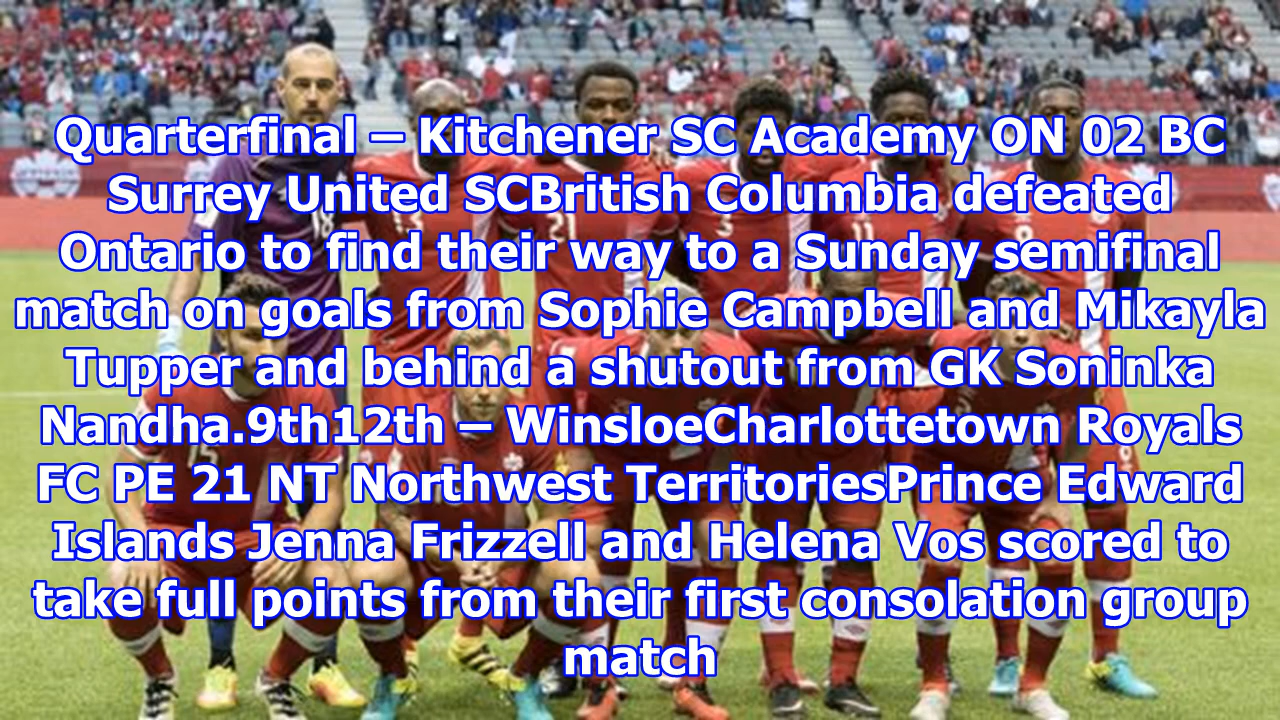 Quarterfinal – Kitchener SC Academy ON 02 BC
Surrey United SCBritish Columbia defeated
Ontario to find their way to a Sunday semifinal
match on goals from Sophie Campbell and Mikayla
Tupper and behind a shutout from GK Soninka
Nandha.9th12th – WinsloeCharlottetown Royals
FC PE 21 NT Northwest TerritoriesPrince Edward
Islands Jenna Frizzell and Helena Vos scored to
take full points from their first consolation group
match